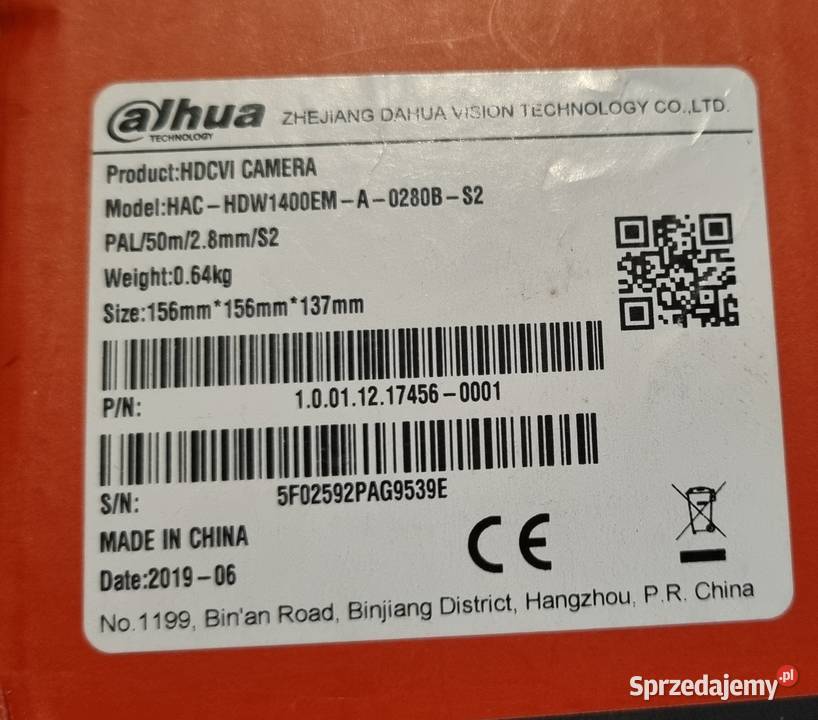 alhua
TECHNOLOGY
ZHEJIANG DAHUA VISION TECHNOLOGY CO.,LTD.
Product:HDCVI CAMERA
Model:HAC-HDW1400EM-A-0280B-S2
PAL/50m/2.8mm/S2
Weight:0.64kg
Size:156mm*156mm*137mm
P/N: 1.0.01.12.17456-0001
S/N: 5F02592PAG9539E
MADE IN CHINA
CE
Date:2019-06
No.1199, Bin'an Road, Binjiang District, Hangzhou, P.R. China
Sprzedajemy.pl